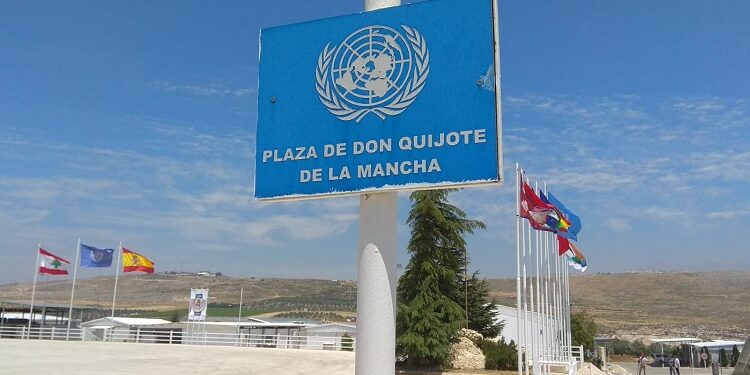 PLAZA DE DON QUIJOTE
DE LA MANCHA